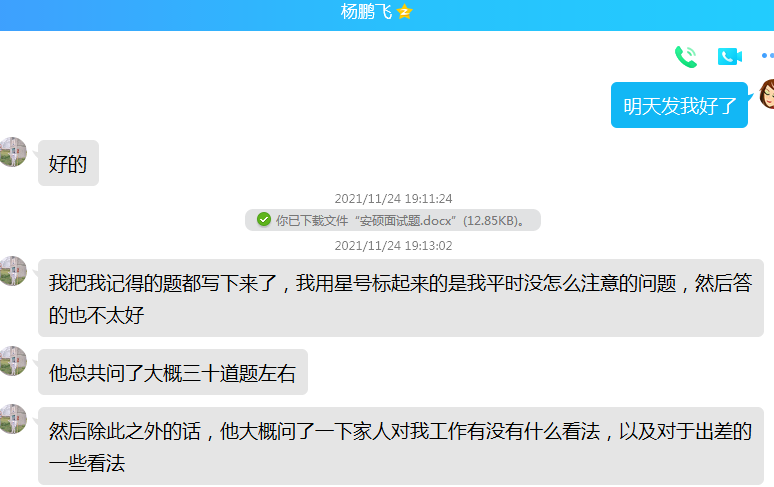 杨鹏飞
明天发我好了
好的
2021/11/24 19:11:24
你已下载文件“安硕面试题.docx”(12.85KB)。
2021/11/24 19:13:02
我把我记得的题都写下来了，我用星号标起来的是我平时没怎么注意的问题，然后答
的也不太好
他总共问了大概三十道题左右
然后除此之外的话，他大概问了一下家人对我工作有没有什么看法，以及对于出差的
一些看法